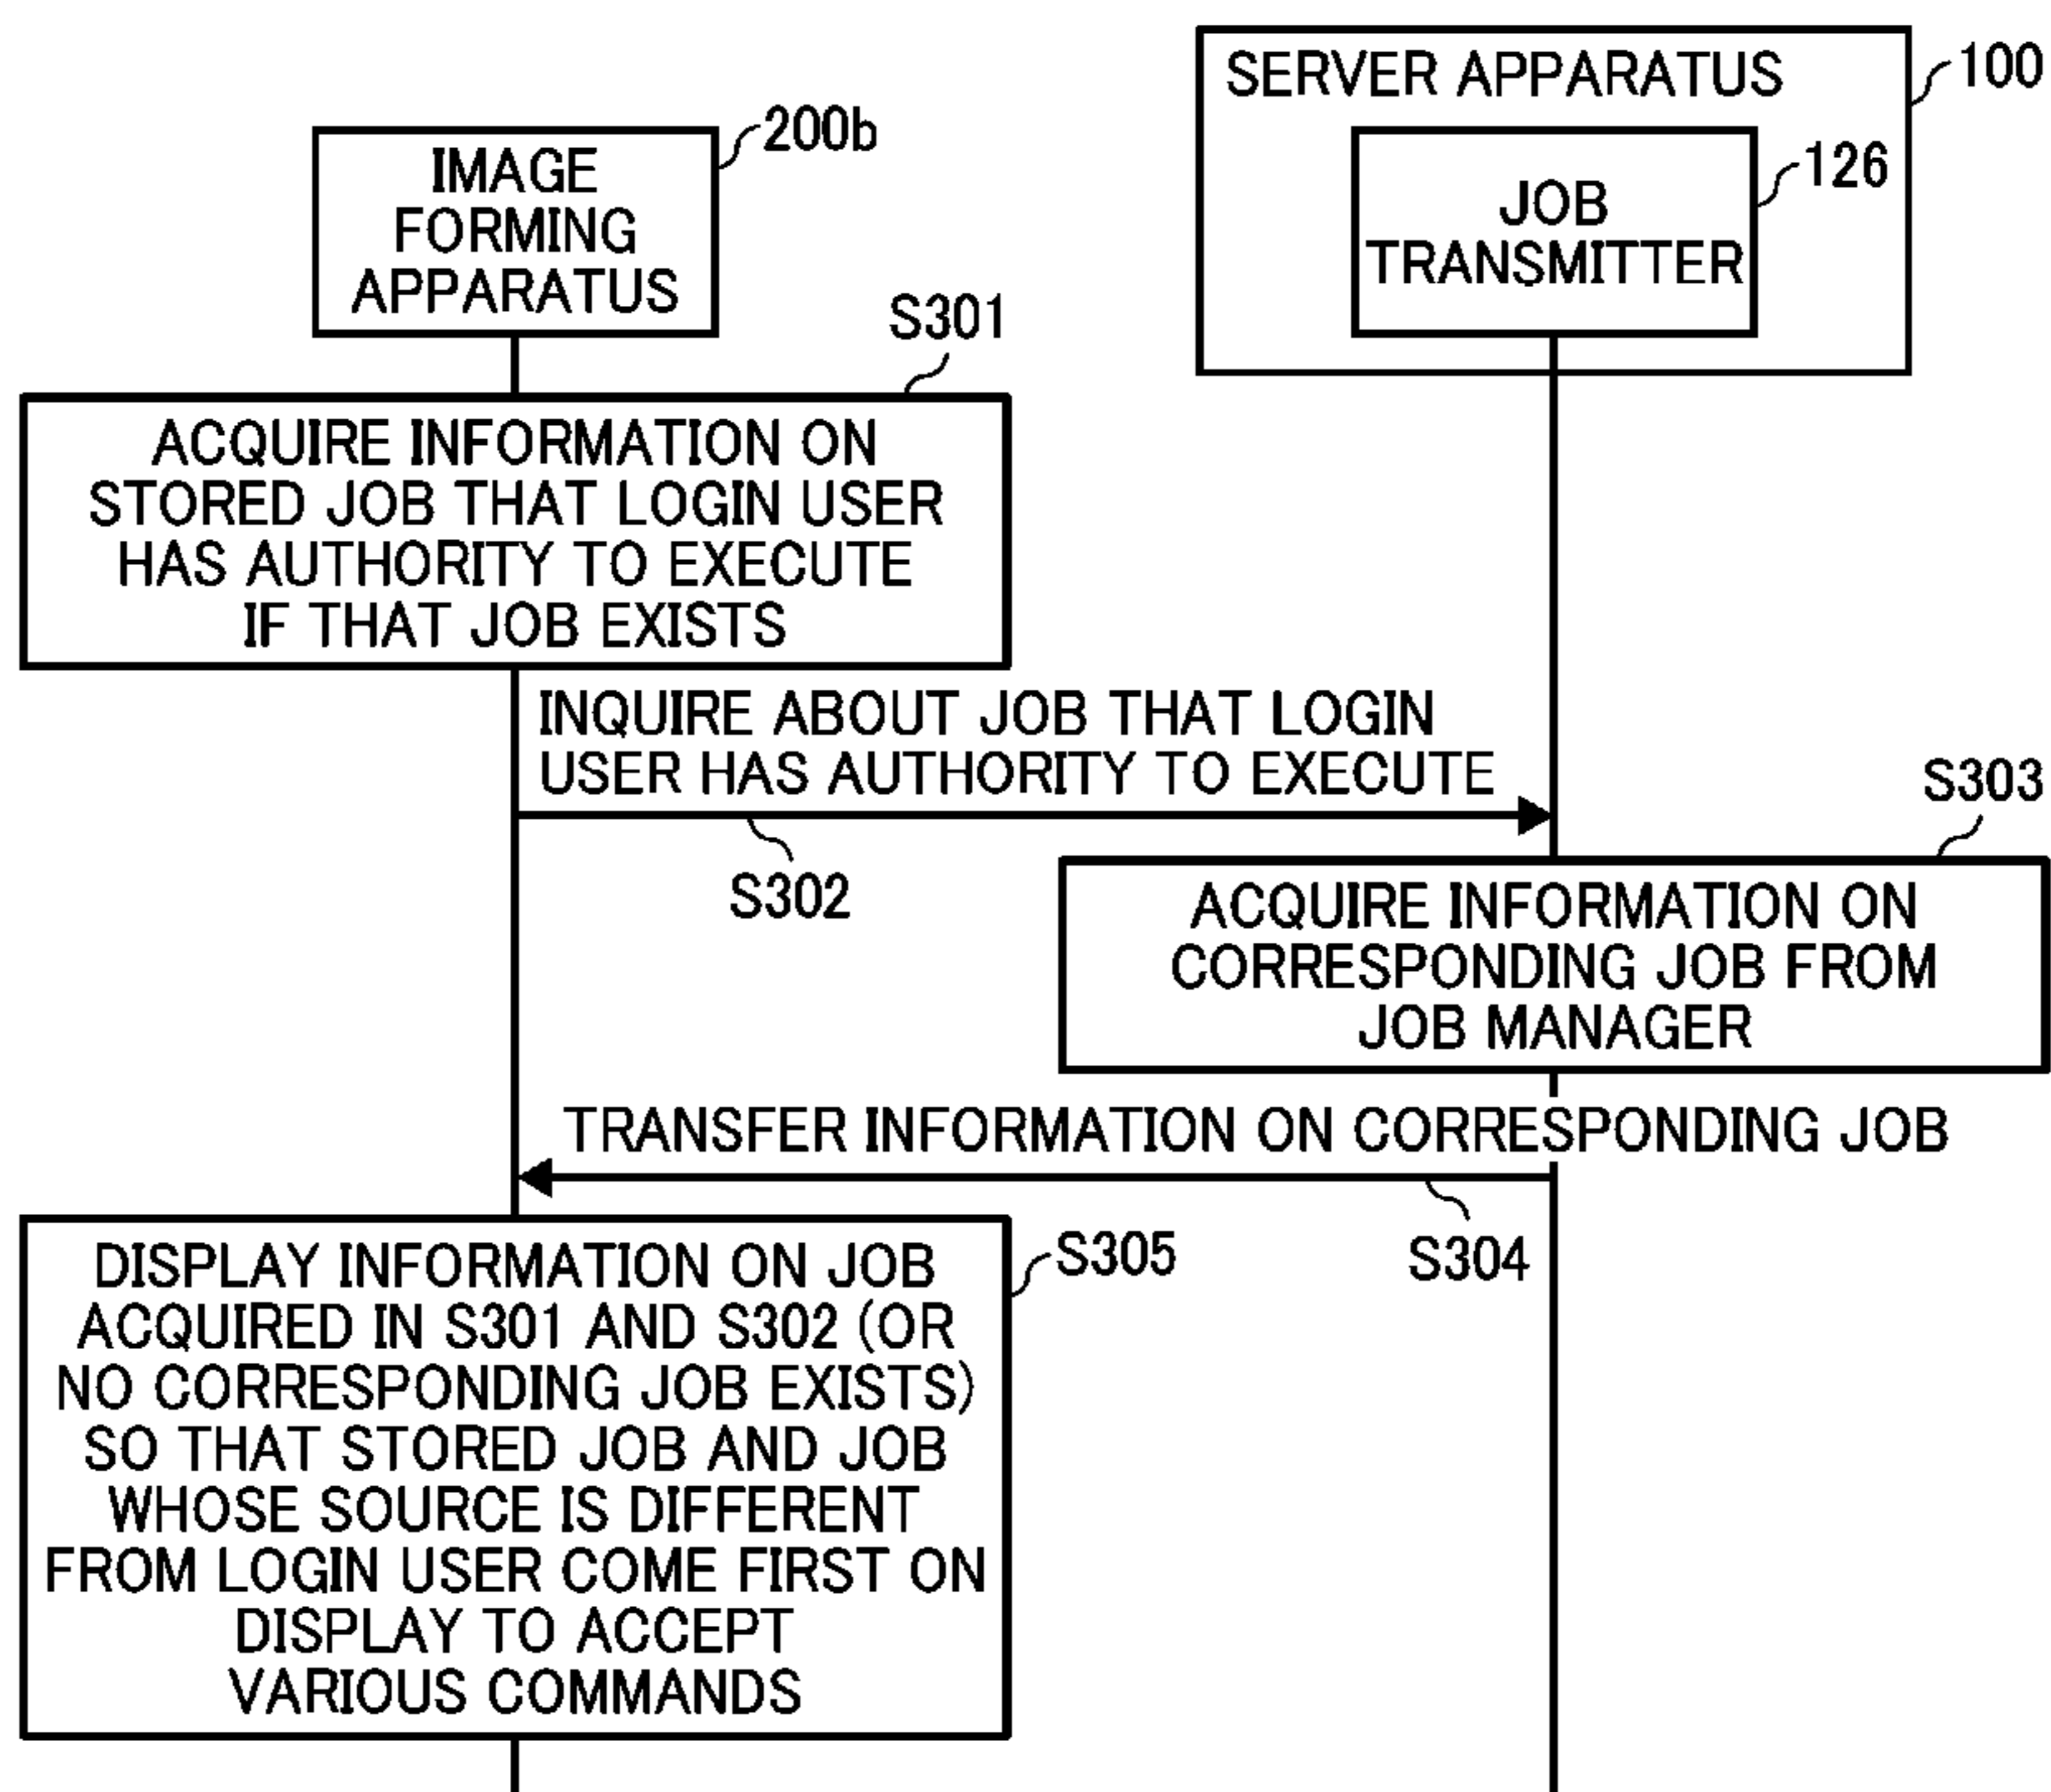 SERVER APPARATUS
100
200b
IMAGE
FORMING
APPARATUS
126
JOB
TRANSMITTER
S301
ACQUIRE INFORMATION ON
STORED JOB THAT LOGIN USER
HAS AUTHORITY TO EXECUTE
IF THAT JOB EXISTS
INQUIRE ABOUT JOB THAT LOGIN
USER HAS AUTHORITY TO EXECUTE
S302
S303
ACQUIRE INFORMATION ON
CORRESPONDING JOB FROM
JOB MANAGER
TRANSFER INFORMATION ON CORRESPONDING JOB
S304
S305
DISPLAY INFORMATION ON JOB
ACQUIRED IN S301 AND S302 (OR
NO CORRESPONDING JOB EXISTS)
SO THAT STORED JOB AND JOB
WHOSE SOURCE IS DIFFERENT
FROM LOGIN USER COME FIRST ON
DISPLAY TO ACCEPT
VARIOUS COMMANDS